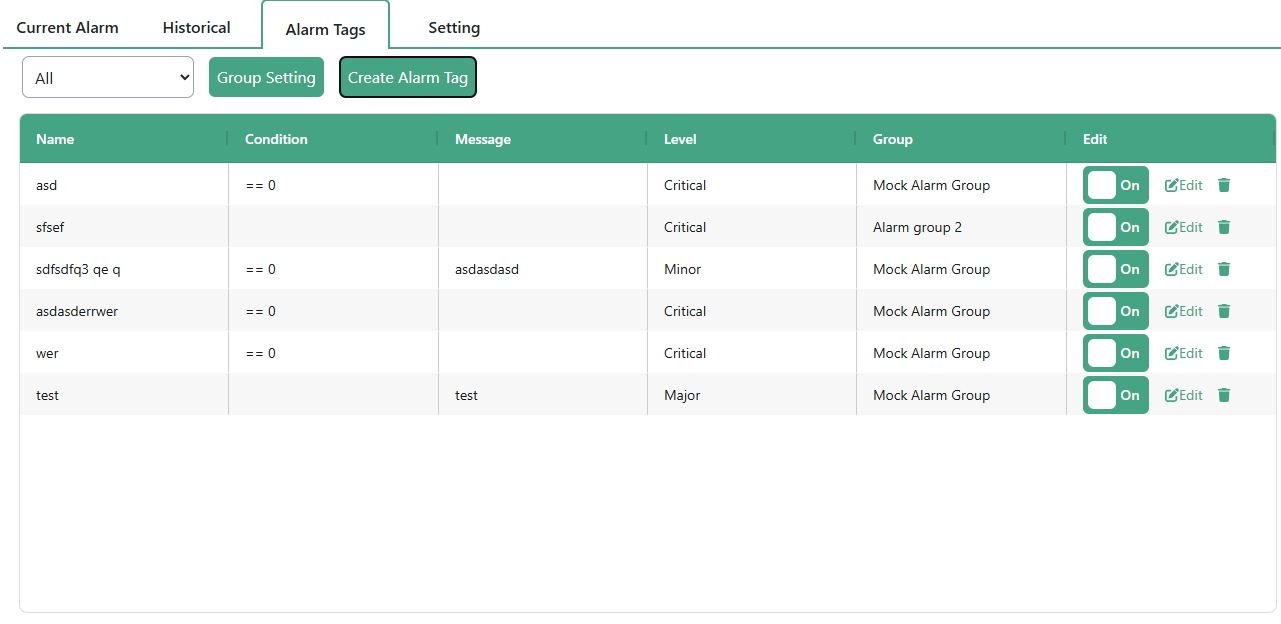 Current Alarm Historical Alarm Tags Setting
All Group Setting Create Alarm Tag
Name Condition Message Level Group Edit
asd == 0 Critical Mock Alarm Group On Edit
sfsef Critical Alarm group 2 On Edit
sdfsdfq3 qe q == 0 asdasdasd Minor Mock Alarm Group On Edit
asdasderrwer == 0 Critical Mock Alarm Group On Edit
wer == 0 Critical Mock Alarm Group On Edit
test test Major Mock Alarm Group On Edit